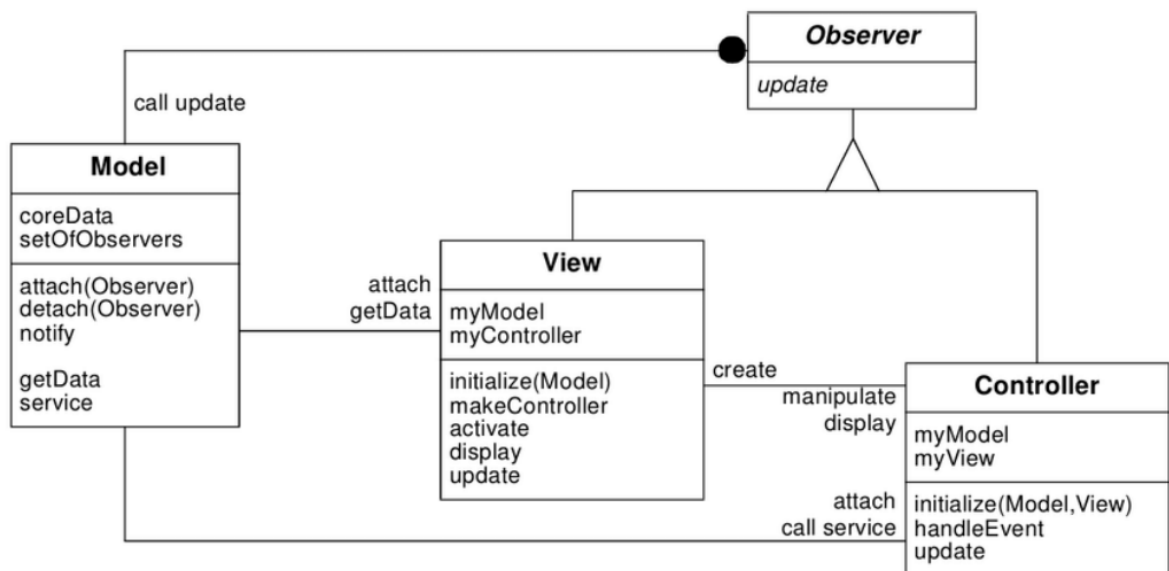 Observer
update
call update
Model
coreData
setOfObservers
attach(Observer)
detach(Observer)
notify
getData
service
attach
getData
View
myModel
myController
initialize(Model)
makeController
activate
display
update
create
manipulate
display
attach
call service
Controller
myModel
myView
initialize(Model,View)
handleEvent
update